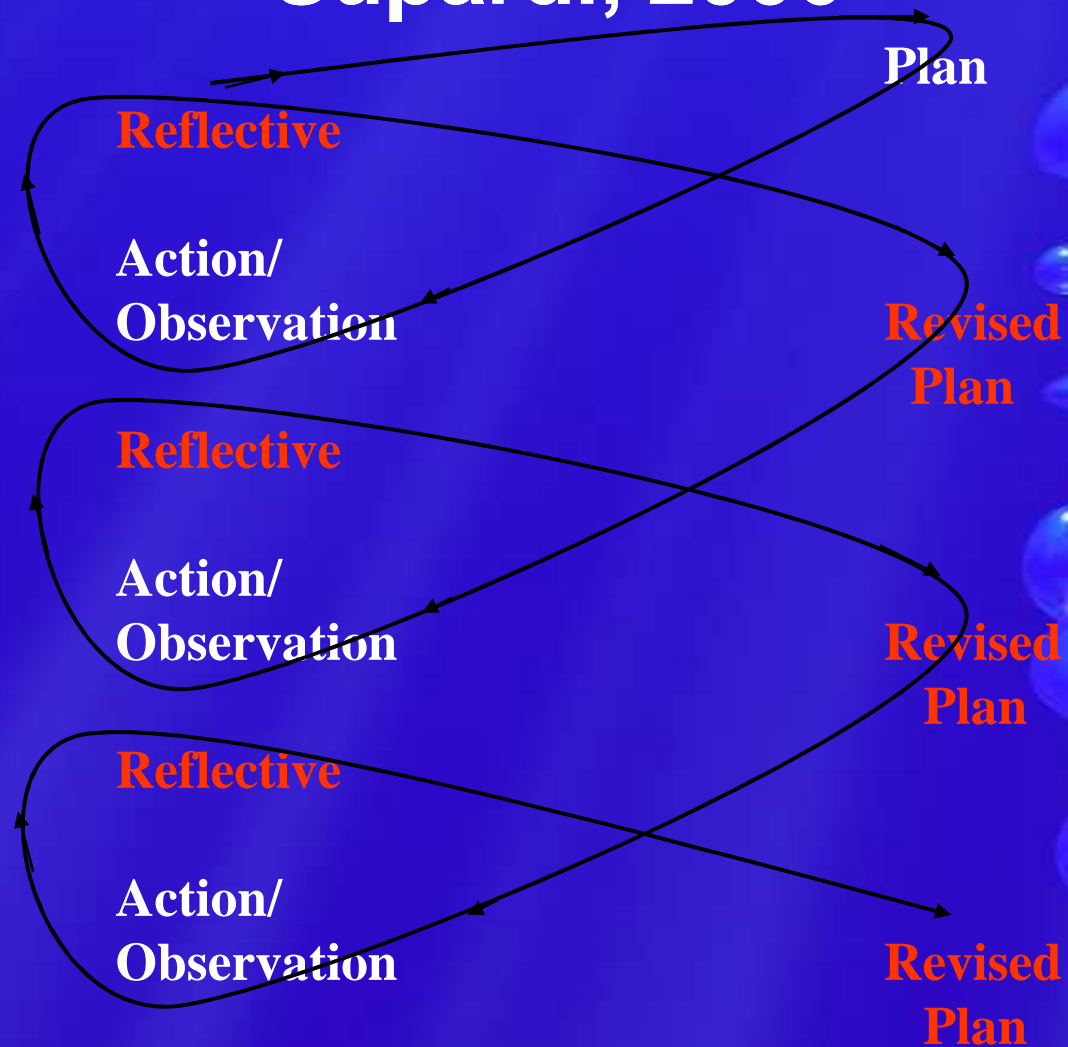 Plan
Reflective
Action/
Observation
Revised
Plan
Reflective
Action/
Observation
Revised
Plan
Reflective
Action/
Observation
Revised
Plan